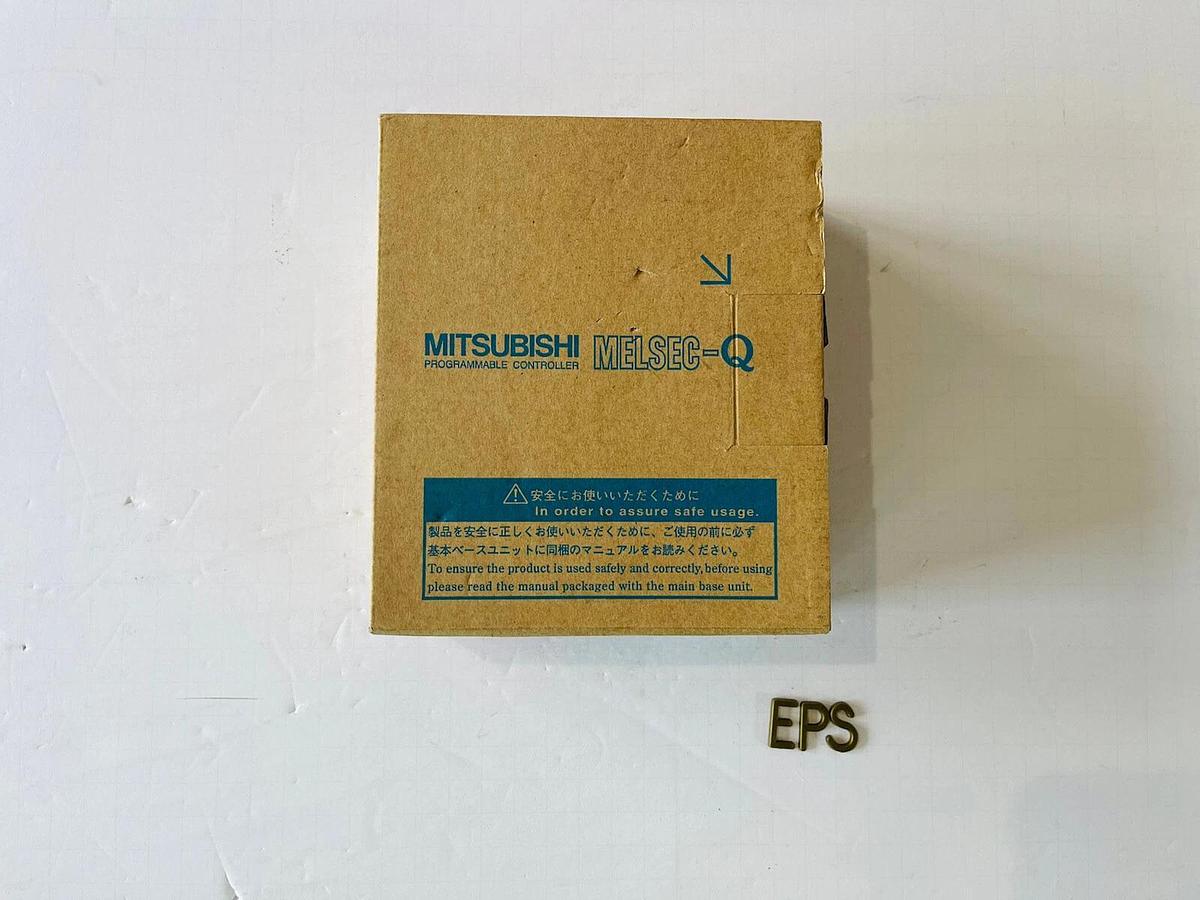 MITSUBISHI
PROGRAMMABLE CONTROLLER
MELSEC-Q
安全にお使いいただくために
In order to assure safe usage.
製品を安全に正しくお使いいただくために、ご使用の前に必ず
基本ベースユニットに同梱のマニュアルをお読みください。
To ensure the product is used safely and correctly, before using
please read the manual packaged with the main base unit.
EPS